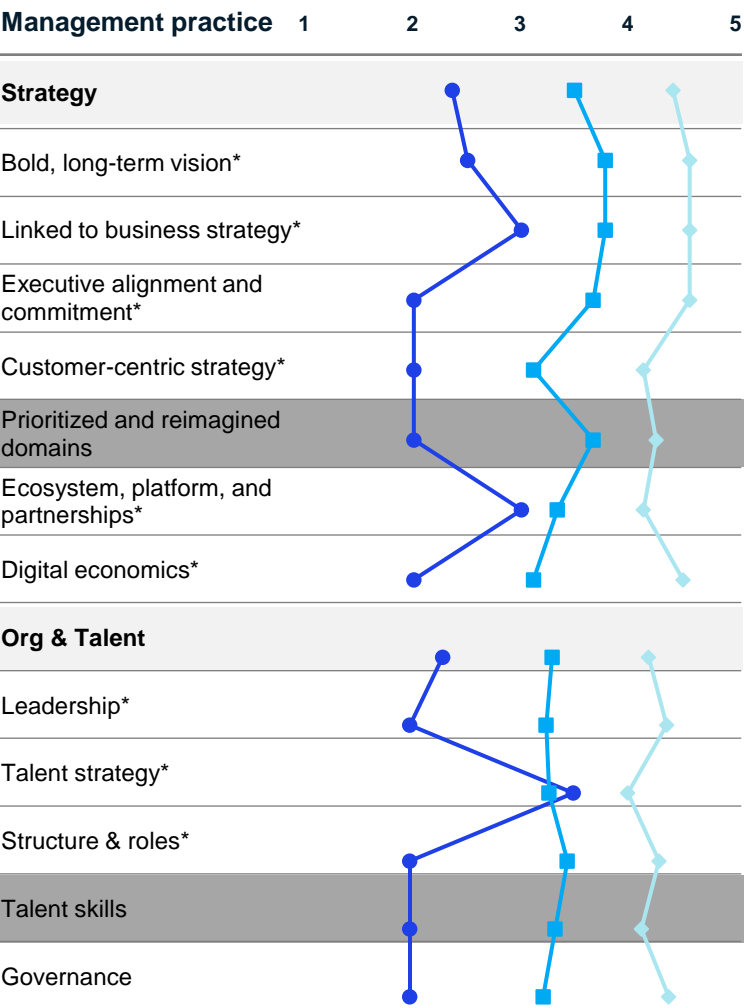 Management practice 1 2 3 4 5
Strategy
Bold, long-term vision*
Linked to business strategy*
Executive alignment and
commitment*
Customer-centric strategy*
Prioritized and reimagined
domains
Ecosystem, platform, and
partnerships*
Digital economics*
Org & Talent
Leadership*
Talent strategy*
Structure & roles*
Talent skills
Governance